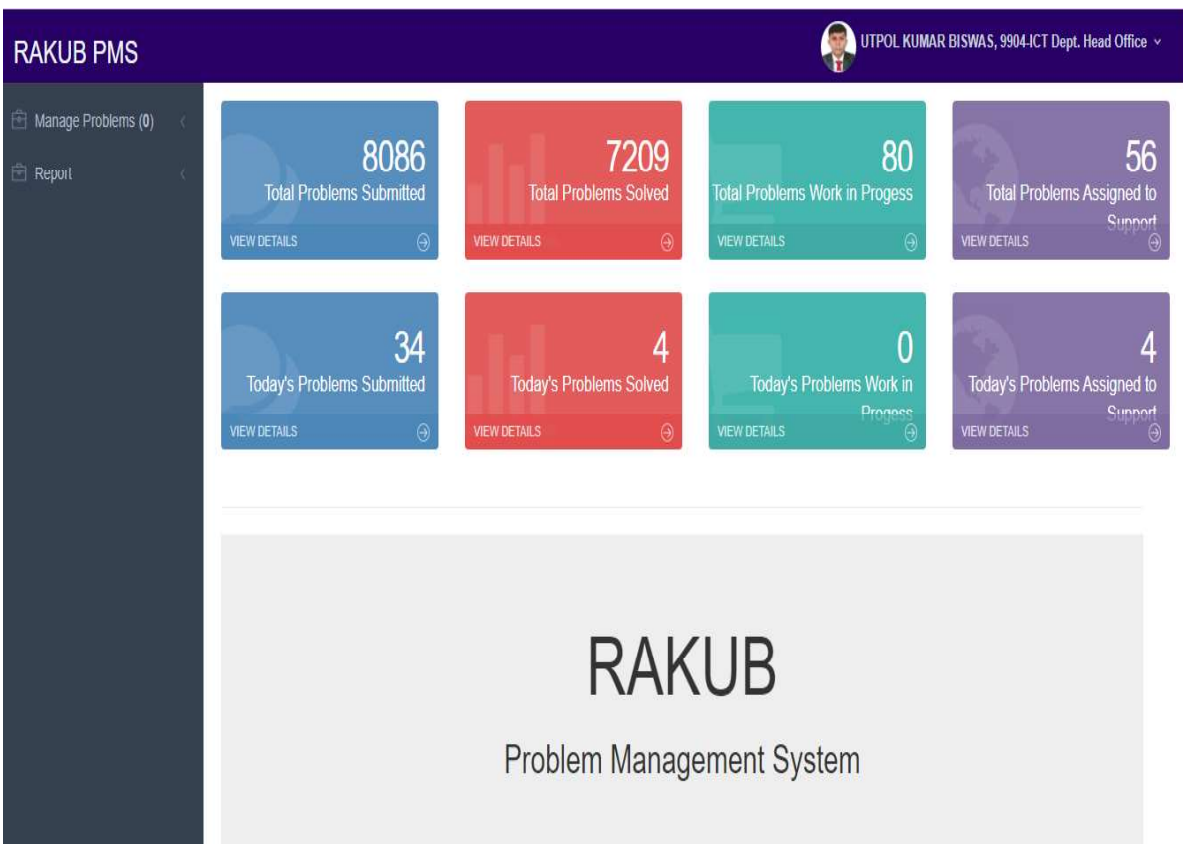 RAKUB PMS
UTPOL KUMAR BISWAS, 9904-ICT Dept. Head Office
Manage Problems (0)
Report
8086
Total Problems Submitted
VIEW DETAILS
7209
Total Problems Solved
VIEW DETAILS
80
Total Problems Work in Progess
VIEW DETAILS
56
Total Problems Assigned to
Support
VIEW DETAILS
34
Today's Problems Submitted
VIEW DETAILS
4
Today's Problems Solved
VIEW DETAILS
0
Today's Problems Work in
Progess
VIEW DETAILS
4
Today's Problems Assigned to
Support
VIEW DETAILS
RAKUB
Problem Management System